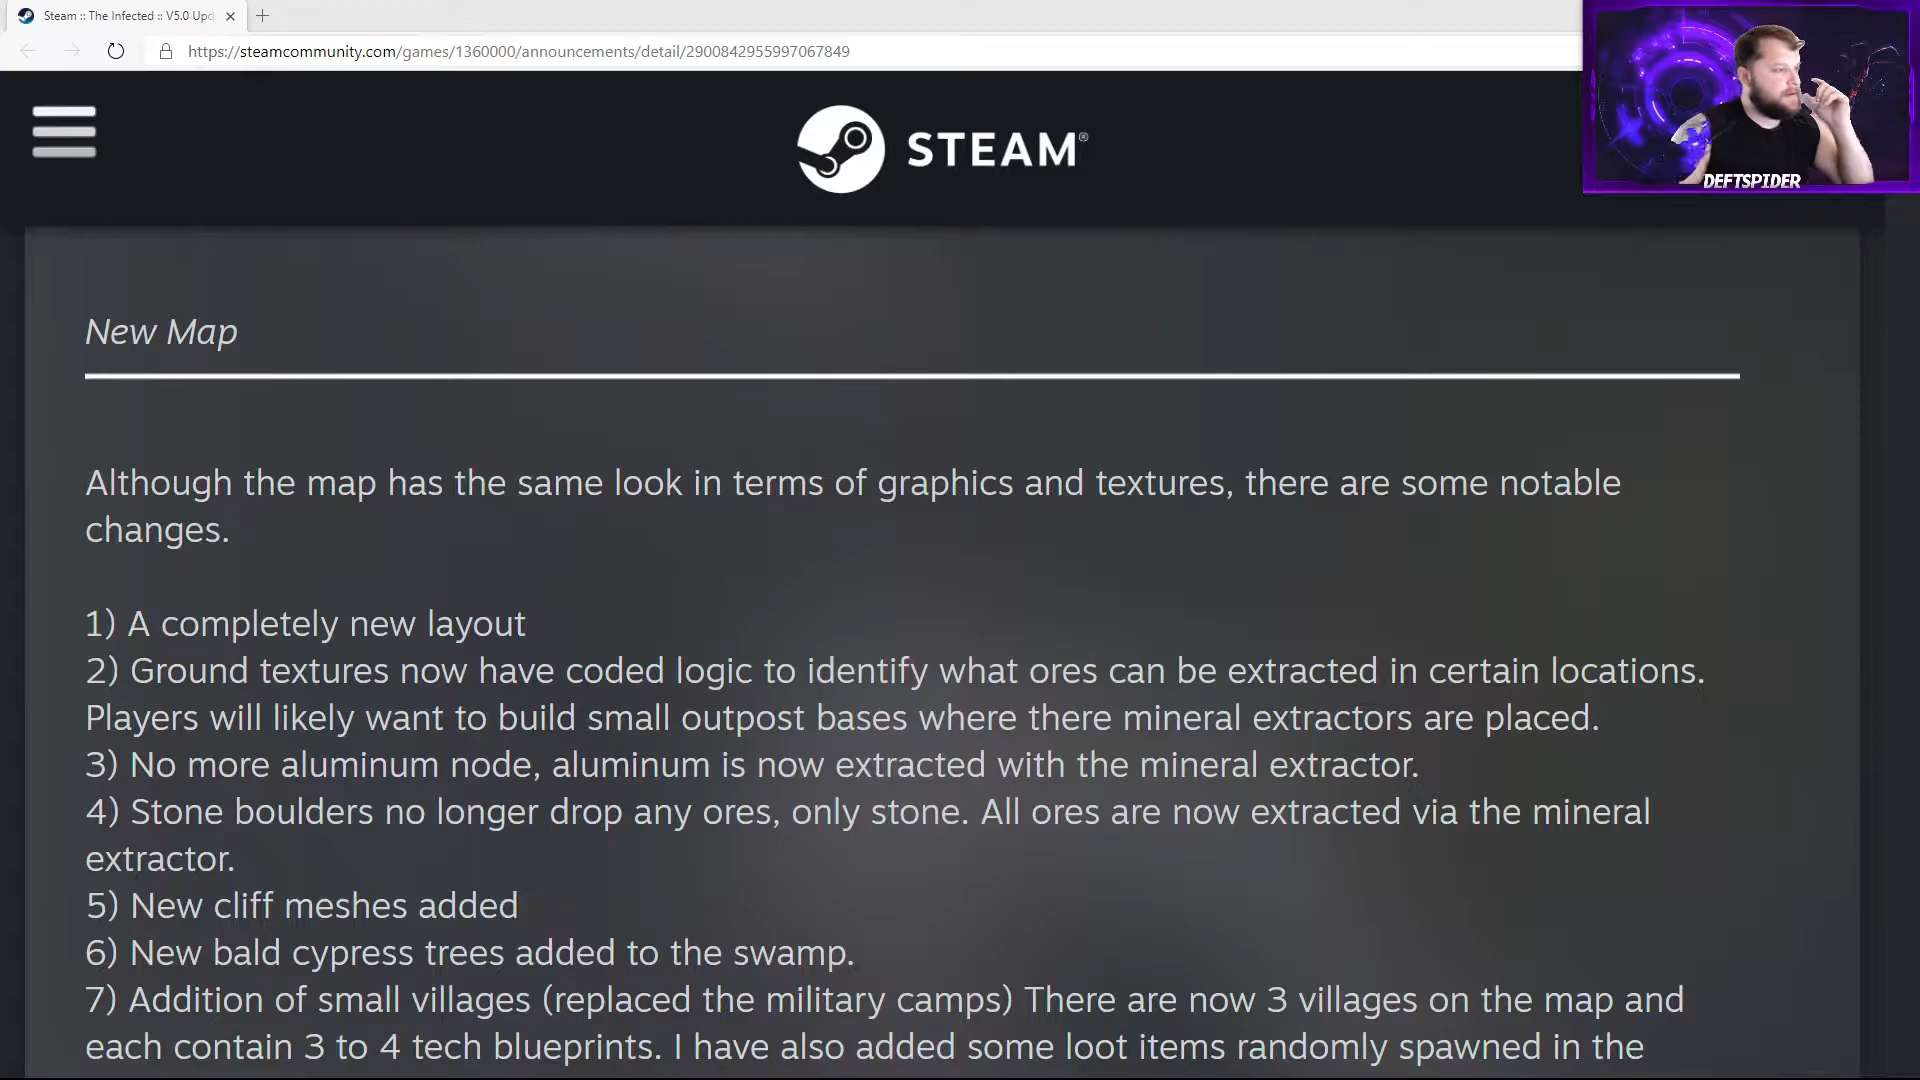 Steam :: The Infected :: V5.0 Upd
https://steamcommunity.com/games/1360000/announcements/detail/2900842955997067849
STEAM®
DEFTSPIDER
New Map
Although the map has the same look in terms of graphics and textures, there are some notable
changes.
1) A completely new layout
2) Ground textures now have coded logic to identify what ores can be extracted in certain locations.
Players will likely want to build small outpost bases where there mineral extractors are placed.
3) No more aluminum node, aluminum is now extracted with the mineral extractor.
4) Stone boulders no longer drop any ores, only stone. All ores are now extracted via the mineral
extractor.
5) New cliff meshes added
6) New bald cypress trees added to the swamp.
7) Addition of small villages (replaced the military camps) There are now 3 villages on the map and
each contain 3 to 4 tech blueprints. I have also added some loot items randomly spawned in the